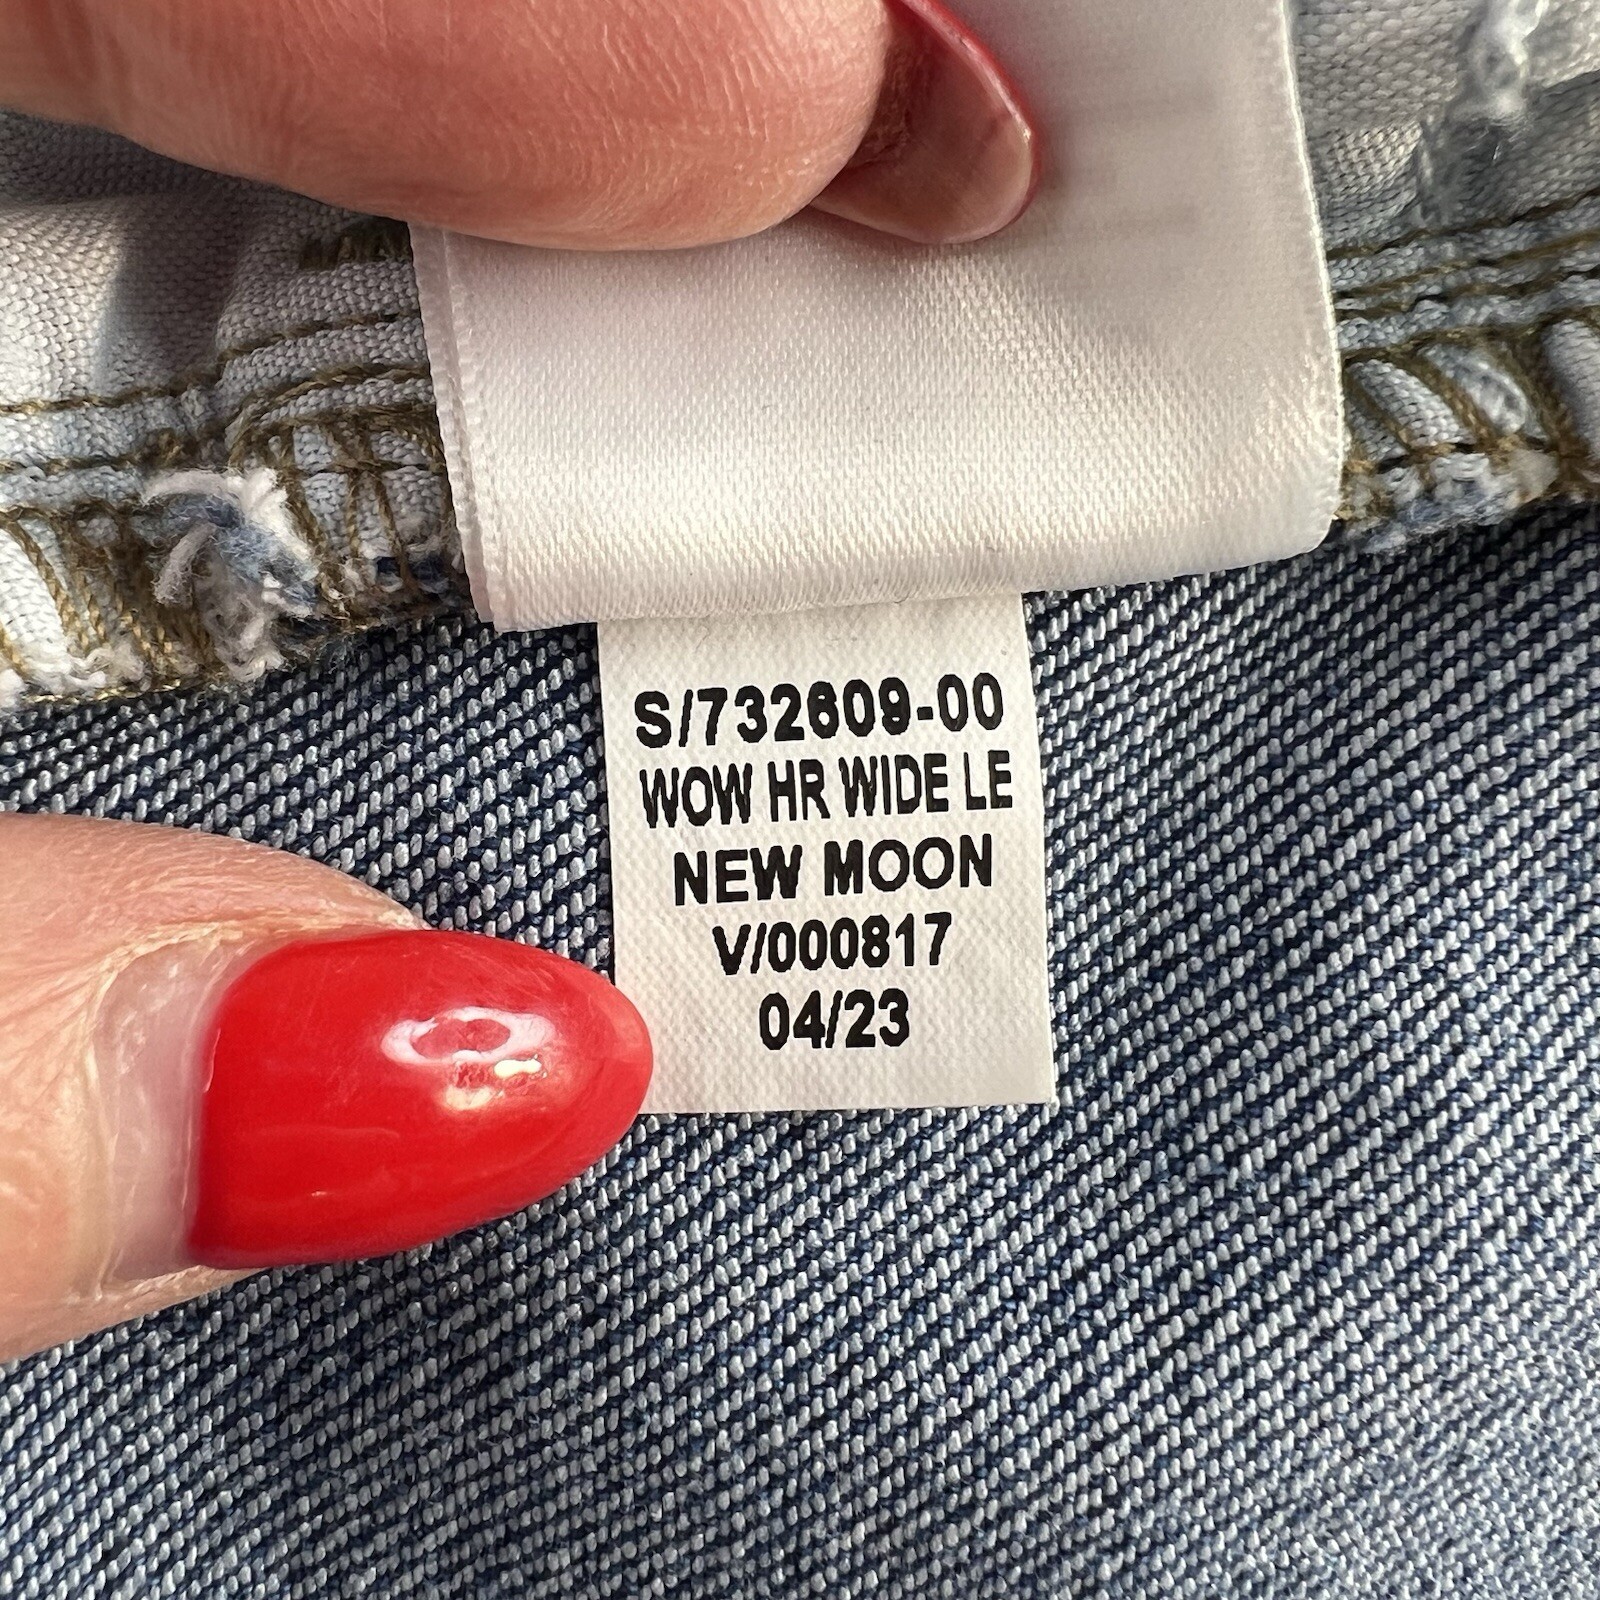 S/732609-00
WOW HR WIDE LE
NEW MOON
V/000817
04/23